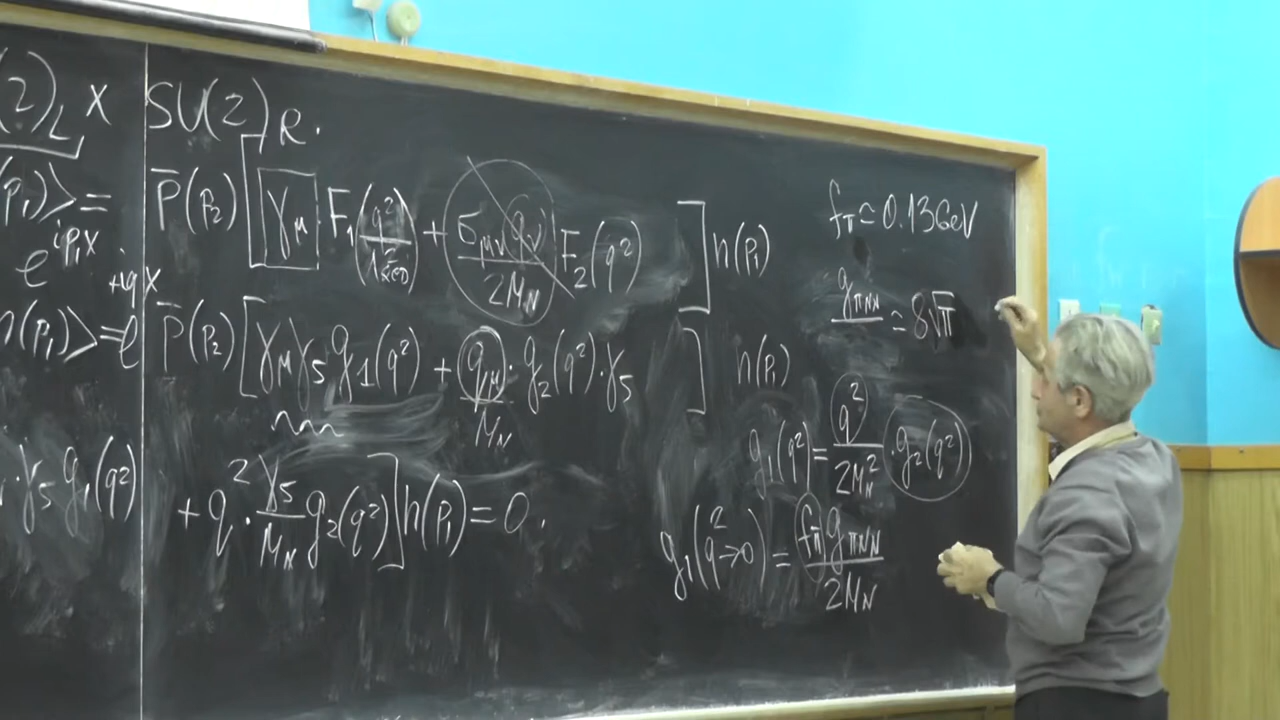 (2)_L × SU(2)_R.
(p₁)⟩ = p̄(p₂) [γ_μ · F₁(q²/Λ²_QCD) + σ_μν q_ν / 2M_N F₂(q²)] n(p₁)
e^{ip₁x}
+iqx
n(p₁)⟩ = e p̄(p₂) [γ_μ γ₅ g₁(q²) + q_μ/M_N · g₂(q²) · γ₅] n(p₁)
· γ₅ g₁(q²) + q² · γ₅/M_N g₂(q²)] n(p₁) = 0.
f_π ≃ 0.13 GeV
g_πNN = 8√π
g₁(q²) = q²/2M_N² · g₂(q²)
g₁(q²→0) = f_π g_πNN / 2M_N